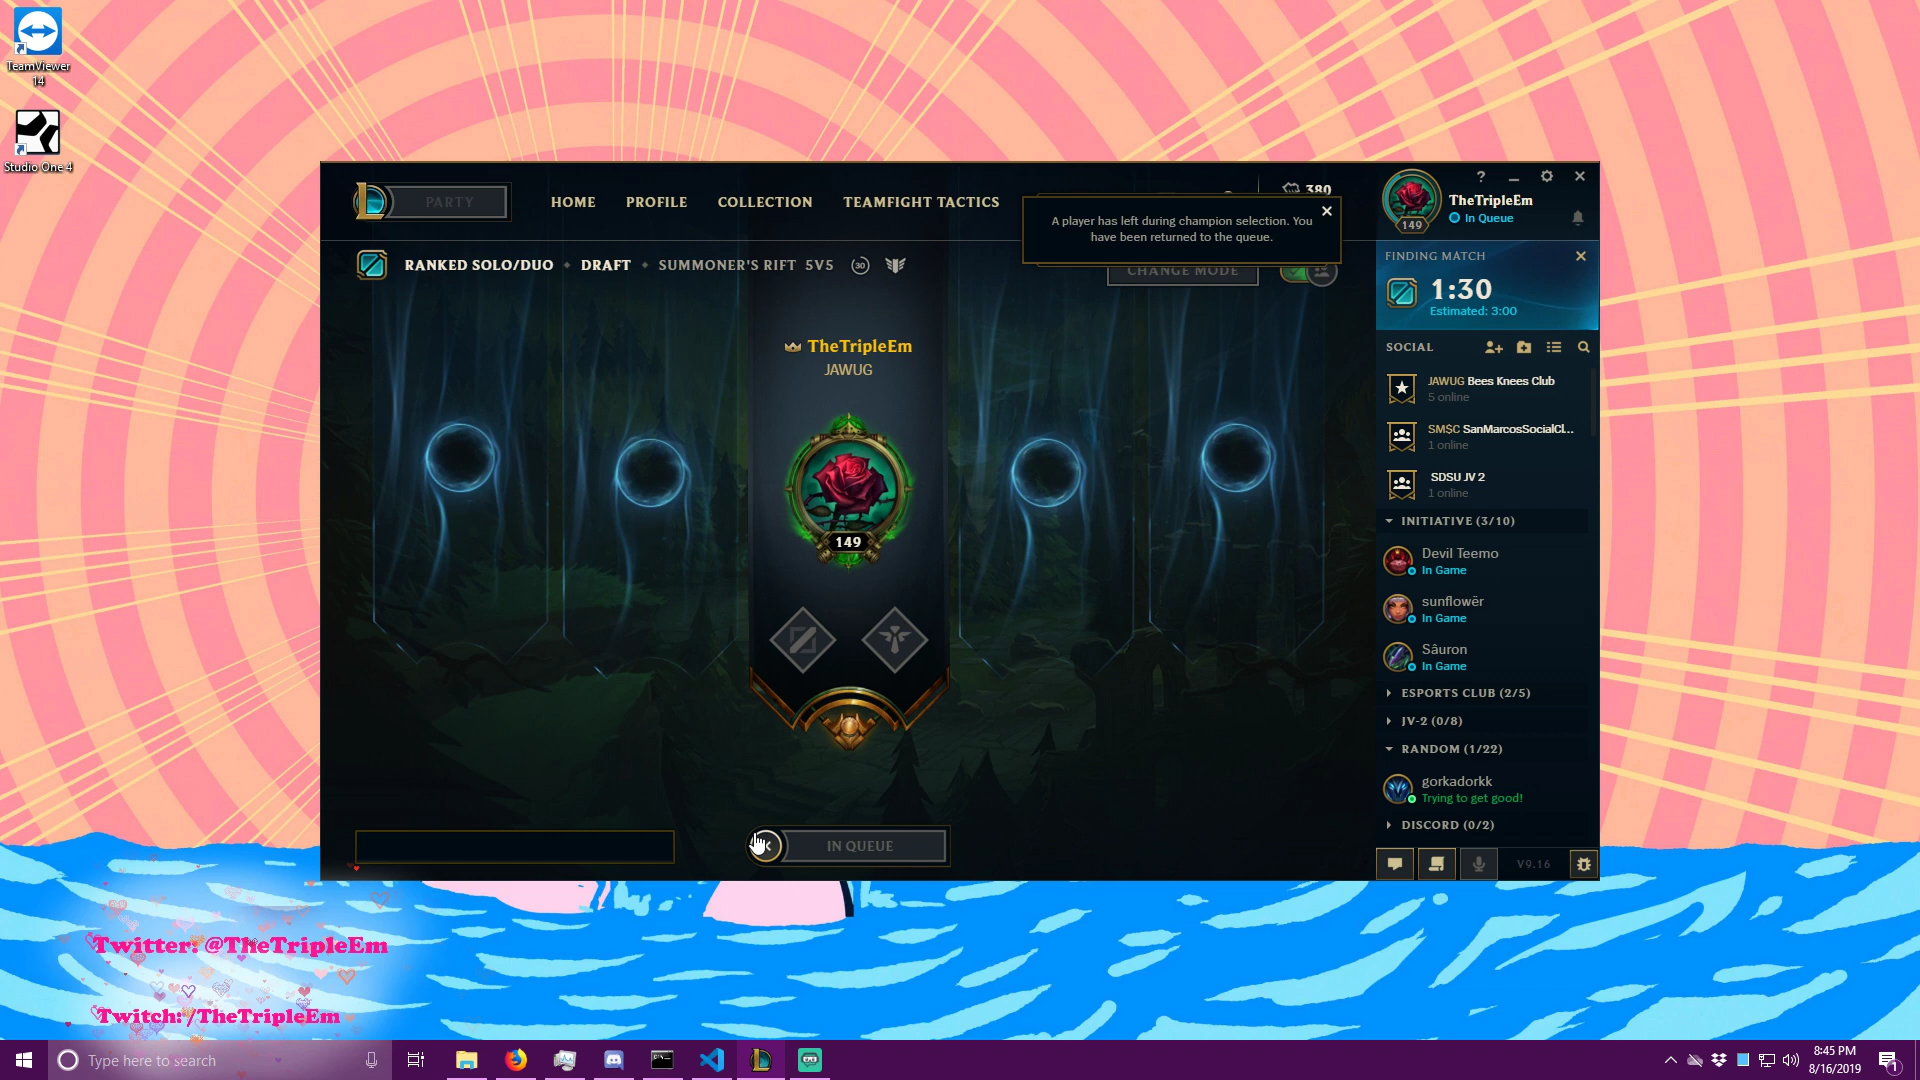 TeamViewer
14
Studio One 4
PARTY
HOME
PROFILE
COLLECTION
TEAMFIGHT TACTICS
380
A player has left during champion selection. You
have been returned to the queue.
RANKED SOLO/DUO • DRAFT • SUMMONER'S RIFT 5V5
30
CHANGE MODE
TheTripleEm
JAWUG
149
IN QUEUE
?
TheTripleEm
In Queue
149
FINDING MATCH
1:30
Estimated: 3:00
SOCIAL
JAWUG Bees Knees Club
5 online
SM$C SanMarcosSocialCl...
1 online
SDSU JV 2
1 online
INITIATIVE (3/10)
Devil Teemo
In Game
sunflowër
In Game
Sâuron
In Game
ESPORTS CLUB (2/5)
JV-2 (0/8)
RANDOM (1/22)
gorkadorkk
Trying to get good!
DISCORD (0/2)
V9.16
Twitter: @TheTripleEm
Twitch:/TheTripleEm
Type here to search
8:45 PM
8/16/2019
1